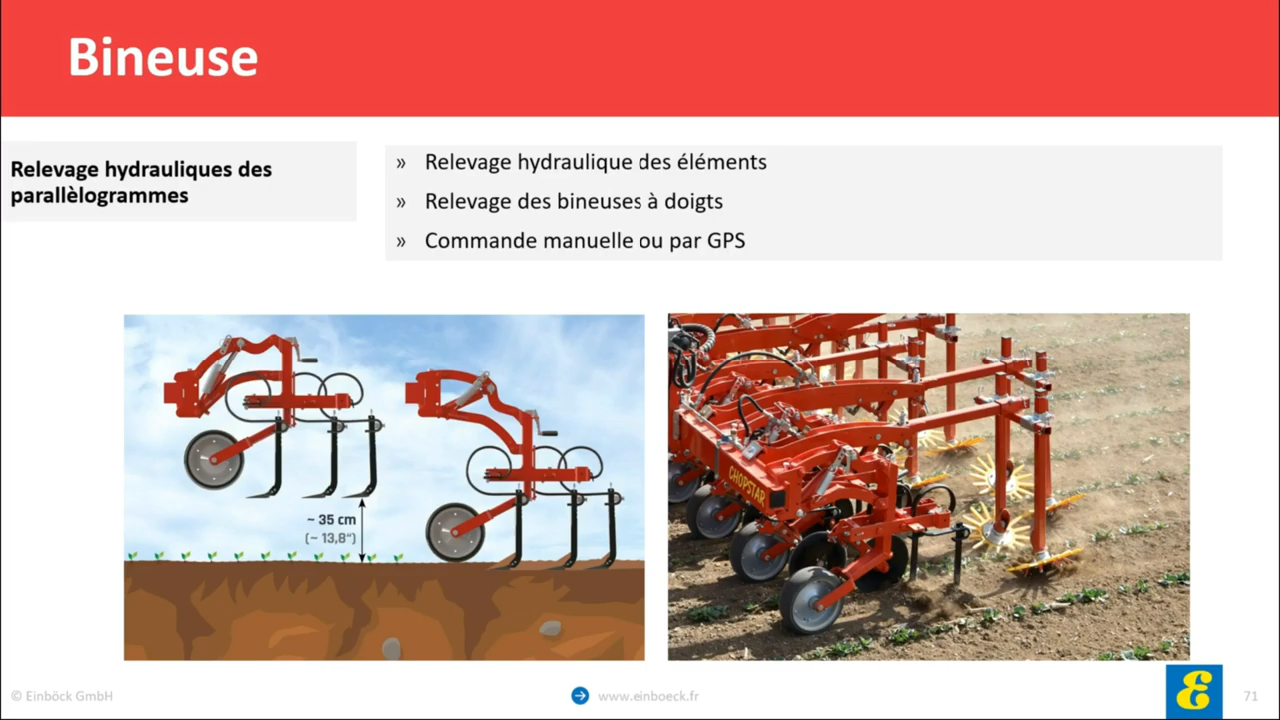 Bineuse
Relevage hydrauliques des
parallèlogrammes
» Relevage hydraulique des éléments
» Relevage des bineuses à doigts
» Commande manuelle ou par GPS
~ 35 cm
(~ 13,8“)
CHOPSTAR
© Einböck GmbH
www.einboeck.fr
E
71